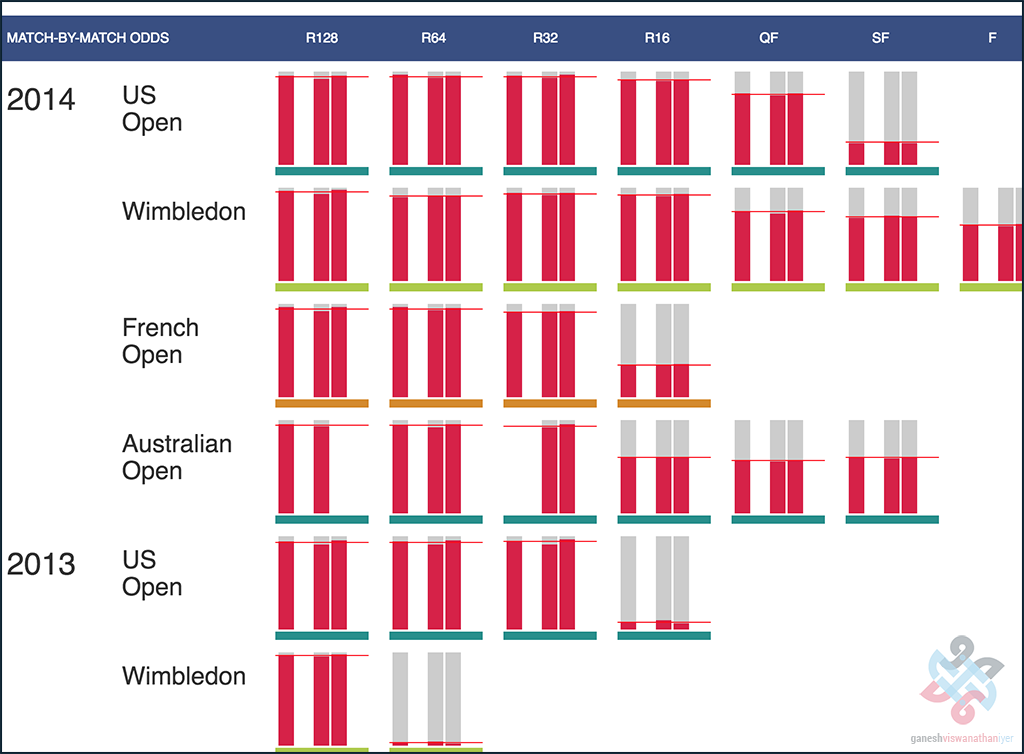 MATCH-BY-MATCH ODDS R128 R64 R32 R16 QF SF F
2014
US
Open
Wimbledon
French
Open
Australian
Open
2013
US
Open
Wimbledon
ganeshviswanathaniyer